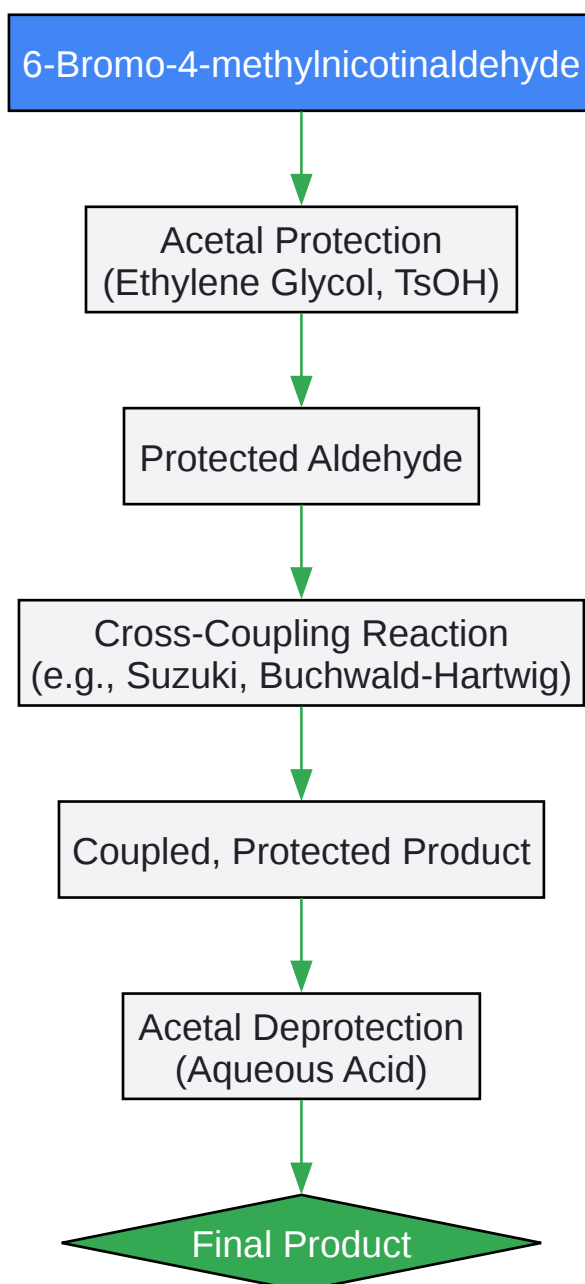 6-Bromo-4-methylnicotinaldehyde
Acetal Protection
(Ethylene Glycol, TsOH)
Protected Aldehyde
Cross-Coupling Reaction
(e.g., Suzuki, Buchwald-Hartwig)
Coupled, Protected Product
Acetal Deprotection
(Aqueous Acid)
Final Product